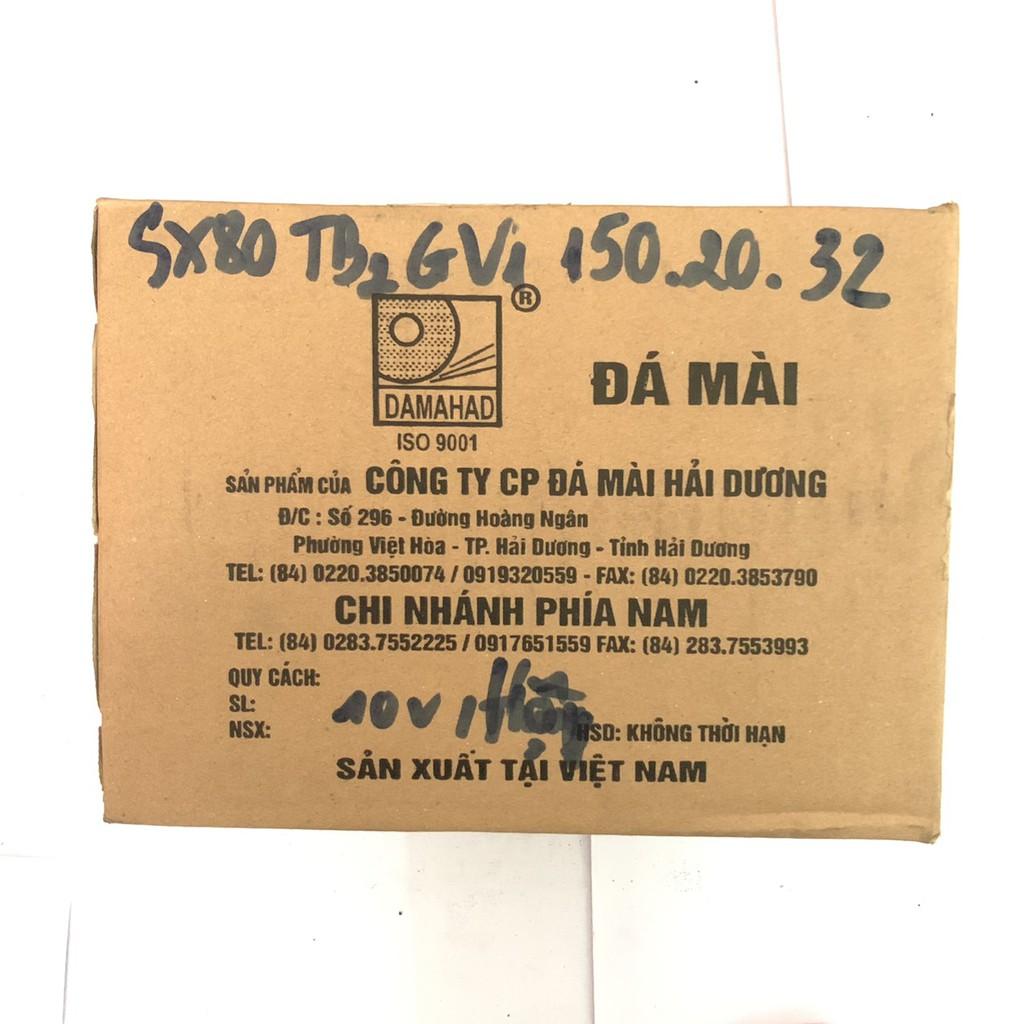 SX80 TB2 GV1 150.20.32
®
DAMAHAD
ISO 9001
ĐÁ MÀI
SẢN PHẨM CỦA CÔNG TY CP ĐÁ MÀI HẢI DƯƠNG
Đ/C : Số 296 - Đường Hoàng Ngân
Phường Việt Hòa - TP. Hải Dương - Tỉnh Hải Dương
TEL: (84) 0220.3850074 / 0919320559 - FAX: (84) 0220.3853790
CHI NHÁNH PHÍA NAM
TEL: (84) 0283.7552225 / 0917651559 FAX: (84) 283.7553993
QUY CÁCH:
SL: 10V
NSX:
HSD: KHÔNG THỜI HẠN
SẢN XUẤT TẠI VIỆT NAM